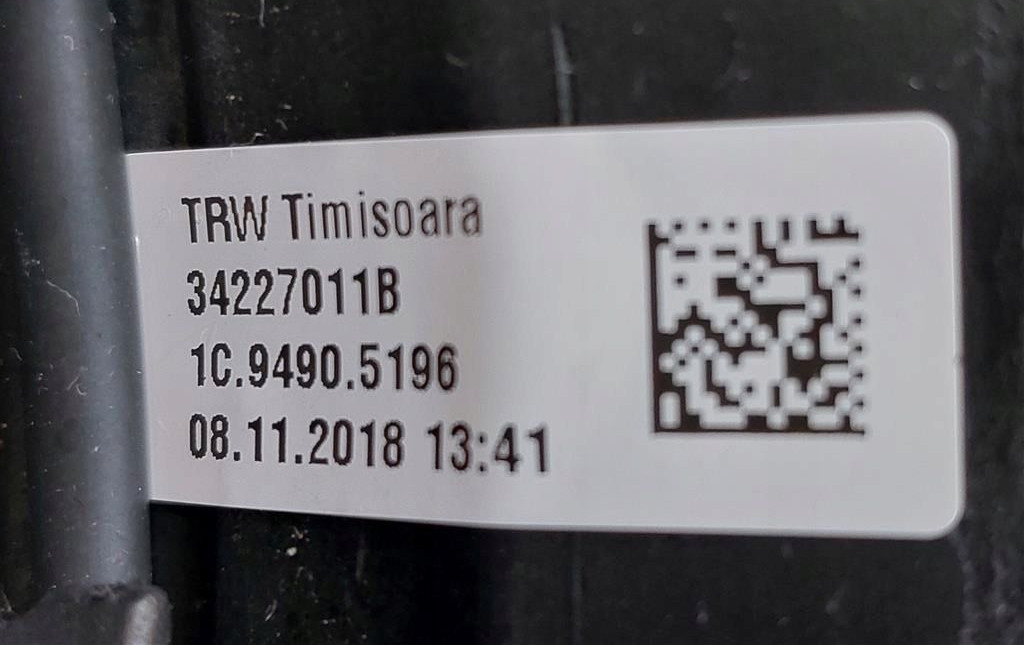 TRW Timisoara
34227011B
1C.9490.5196
08.11.2018 13:41